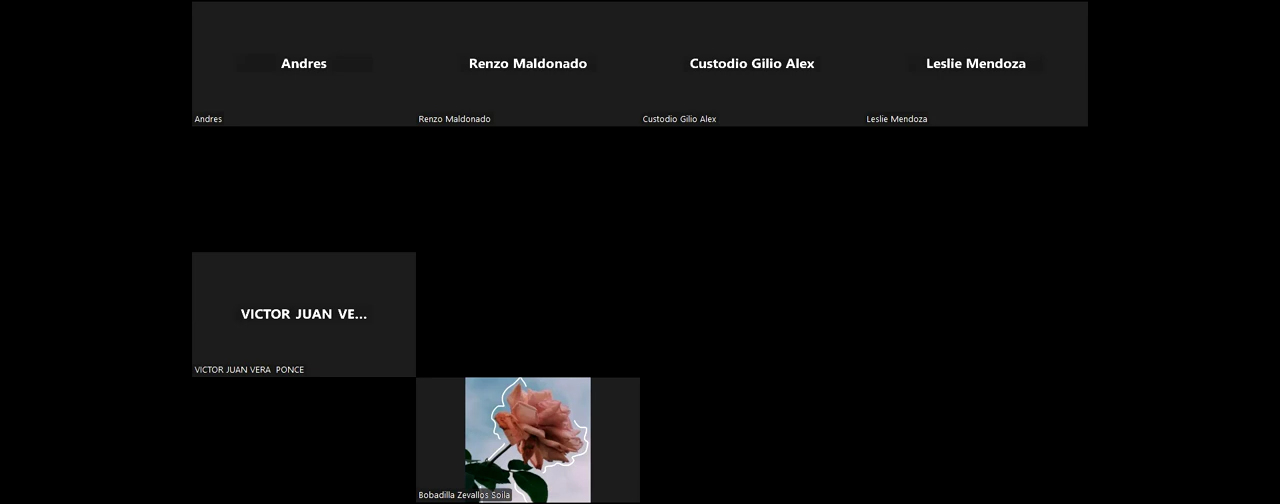 Andres
Renzo Maldonado
Custodio Gilio Alex
Leslie Mendoza
Andres
Renzo Maldonado
Custodio Gilio Alex
Leslie Mendoza
VICTOR JUAN VE...
VICTOR JUAN VERA PONCE
Bobadilla Zevallos Soila